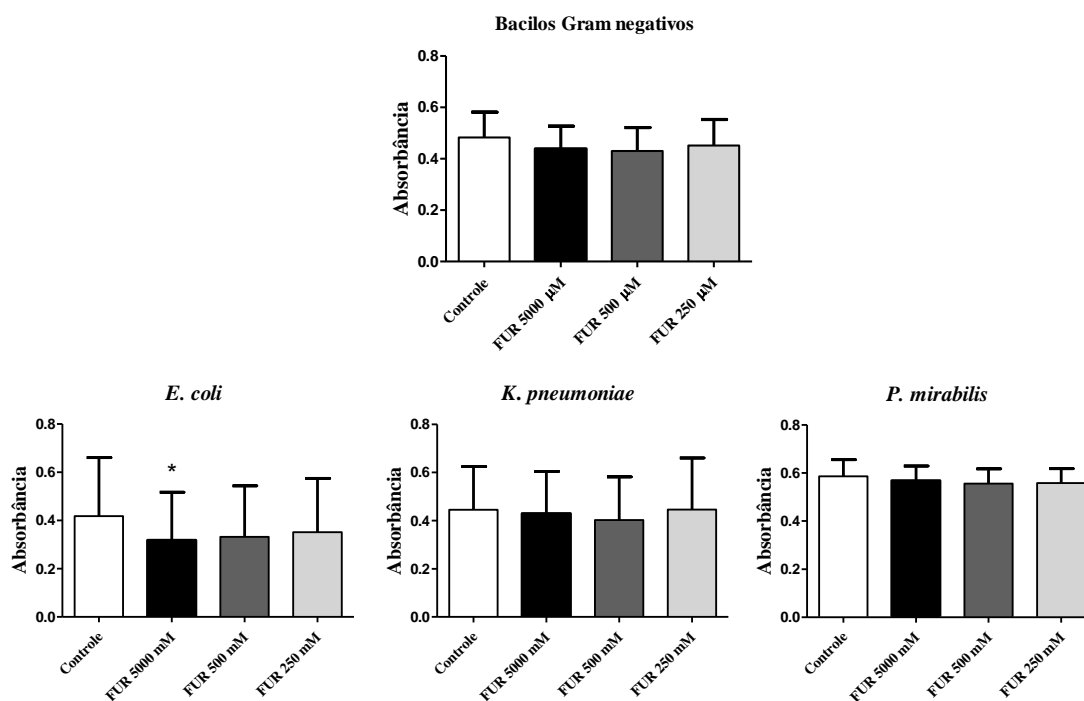 Bacilos Gram negativos
0.8
0.6
0.4
0.2
0.0
Absorbância
Controle
FUR 5000 µM
FUR 500 µM
FUR 250 µM
E. coli
0.8
0.6
0.4
0.2
0.0
Absorbância
*
Controle
FUR 5000 mM
FUR 500 mM
FUR 250 mM
K. pneumoniae
0.8
0.6
0.4
0.2
0.0
Absorbância
Controle
FUR 5000 mM
FUR 500 mM
FUR 250 mM
P. mirabilis
0.8
0.6
0.4
0.2
0.0
Absorbância
Controle
FUR 5000 mM
FUR 500 mM
FUR 250 mM